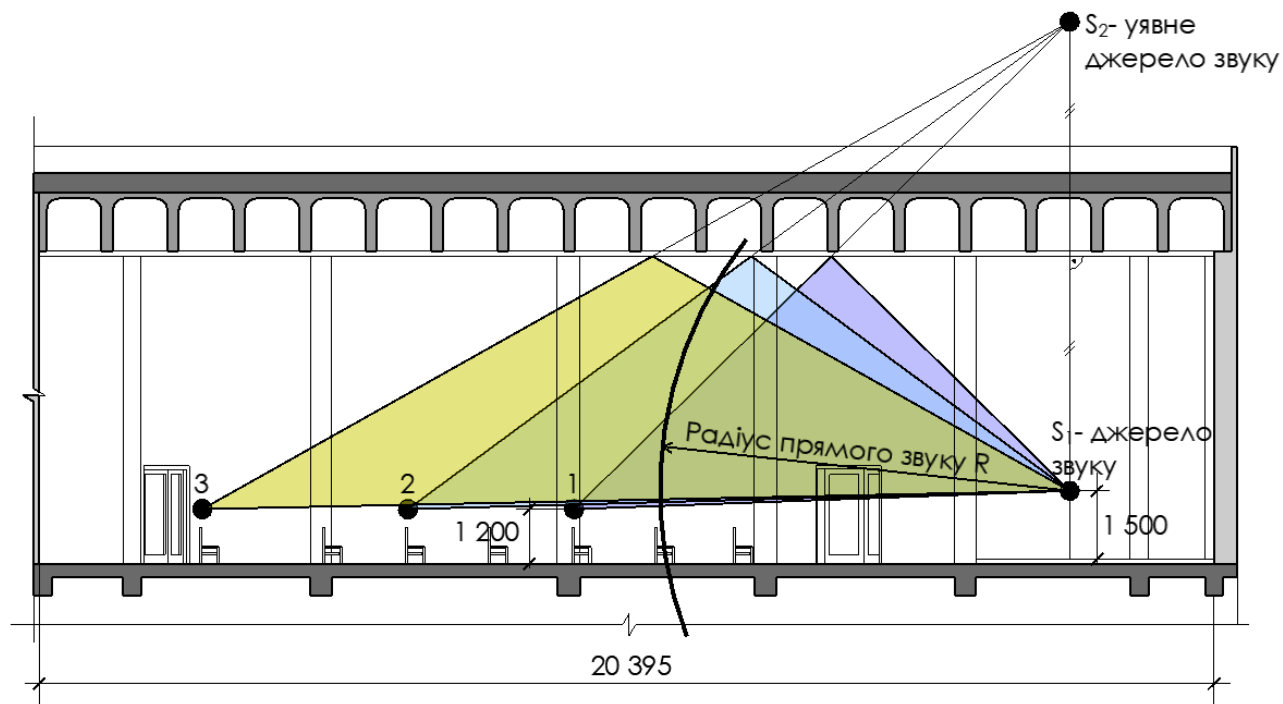 S₂- уявне
джерело звуку
Радіус прямого звуку R
S₁- джерело
звуку
3
2
1
1 200
1 500
20 395